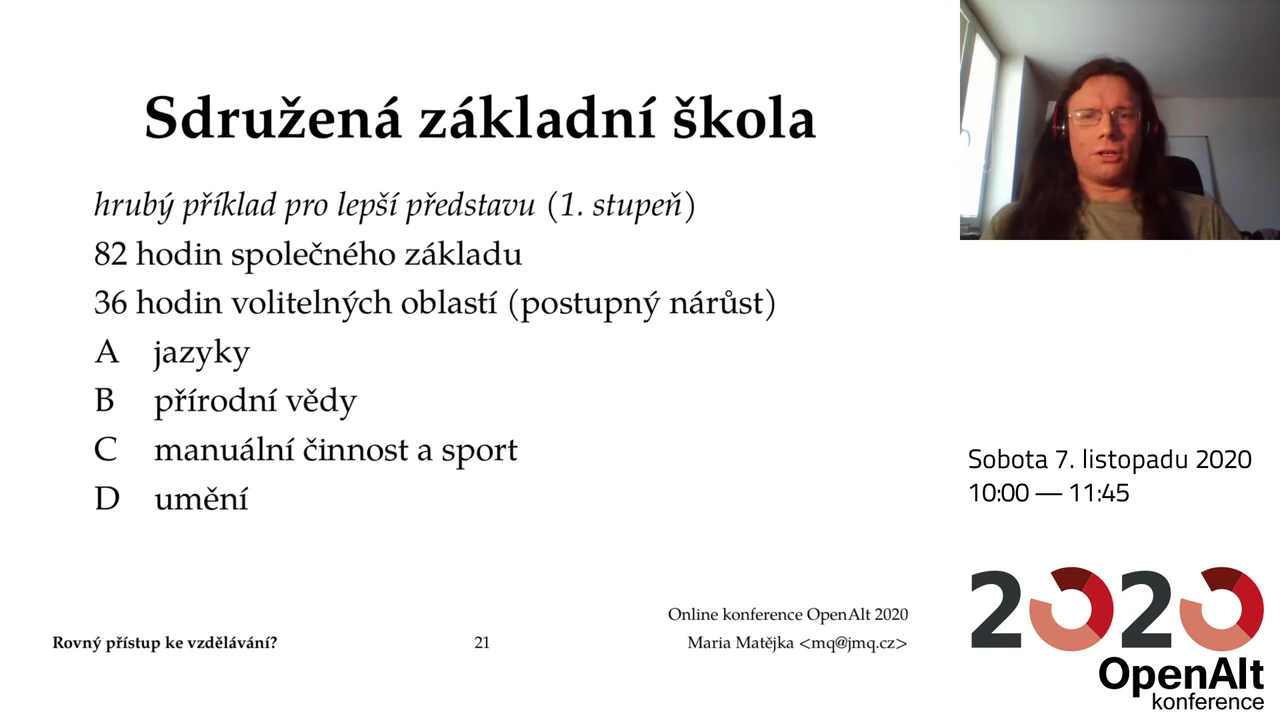 Sdružená základní škola
hrubý příklad pro lepší představu (1. stupeň)
82 hodin společného základu
36 hodin volitelných oblastí (postupný nárůst)
A jazyky
B přírodní vědy
C manuální činnost a sport
D umění
Online konference OpenAlt 2020
Rovný přístup ke vzdělávání? 21 Maria Matějka <mq@jmq.cz>
Sobota 7. listopadu 2020
10:00 — 11:45
2020
OpenAlt
konference